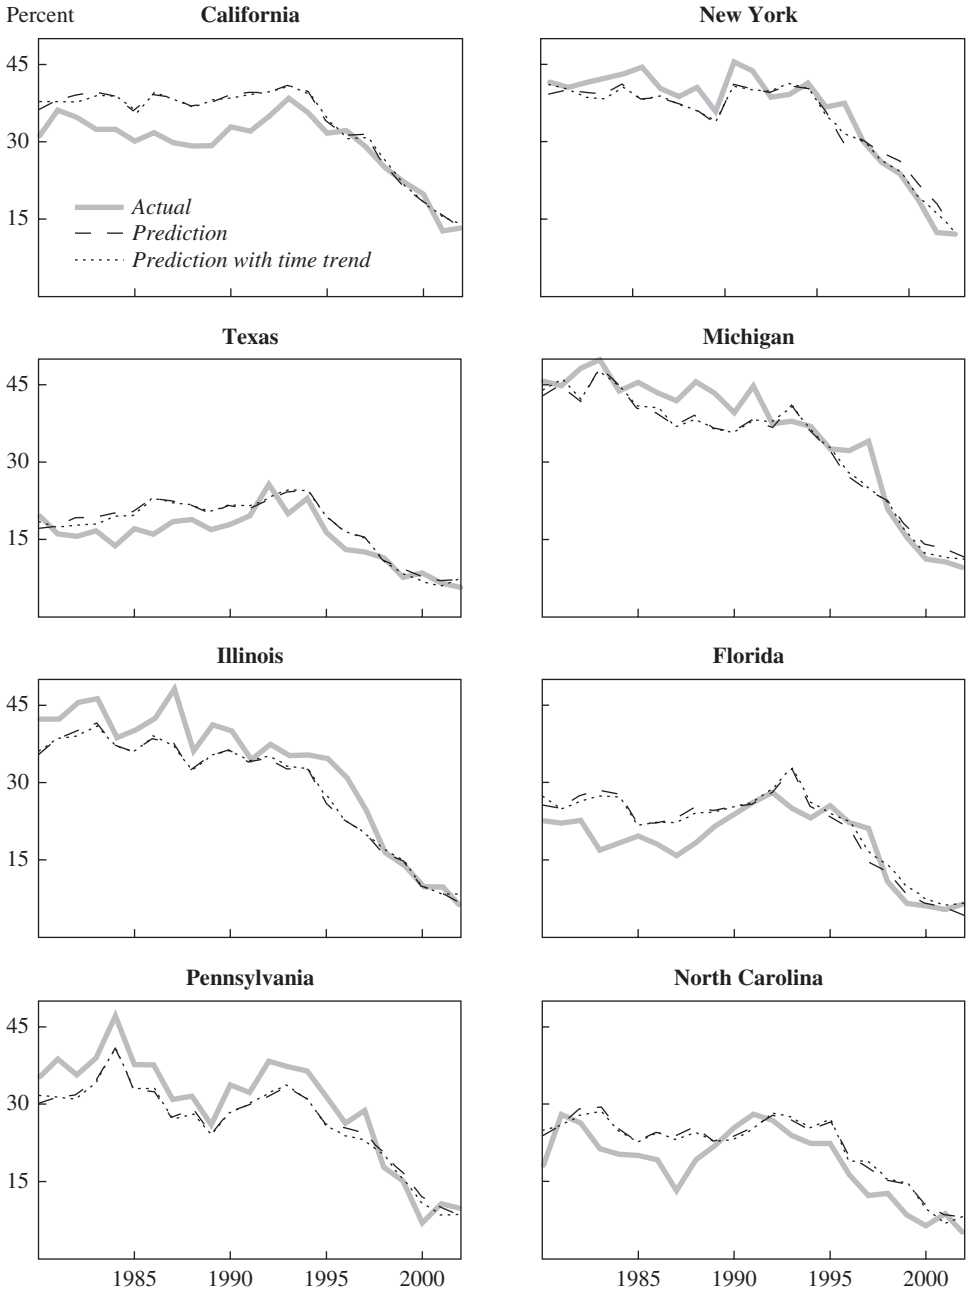 Percent
California
New York
45
30
15
Actual
Prediction
Prediction with time trend
Texas
Michigan
45
30
15
Illinois
Florida
45
30
15
Pennsylvania
North Carolina
45
30
15
1985 1990 1995 2000
1985 1990 1995 2000